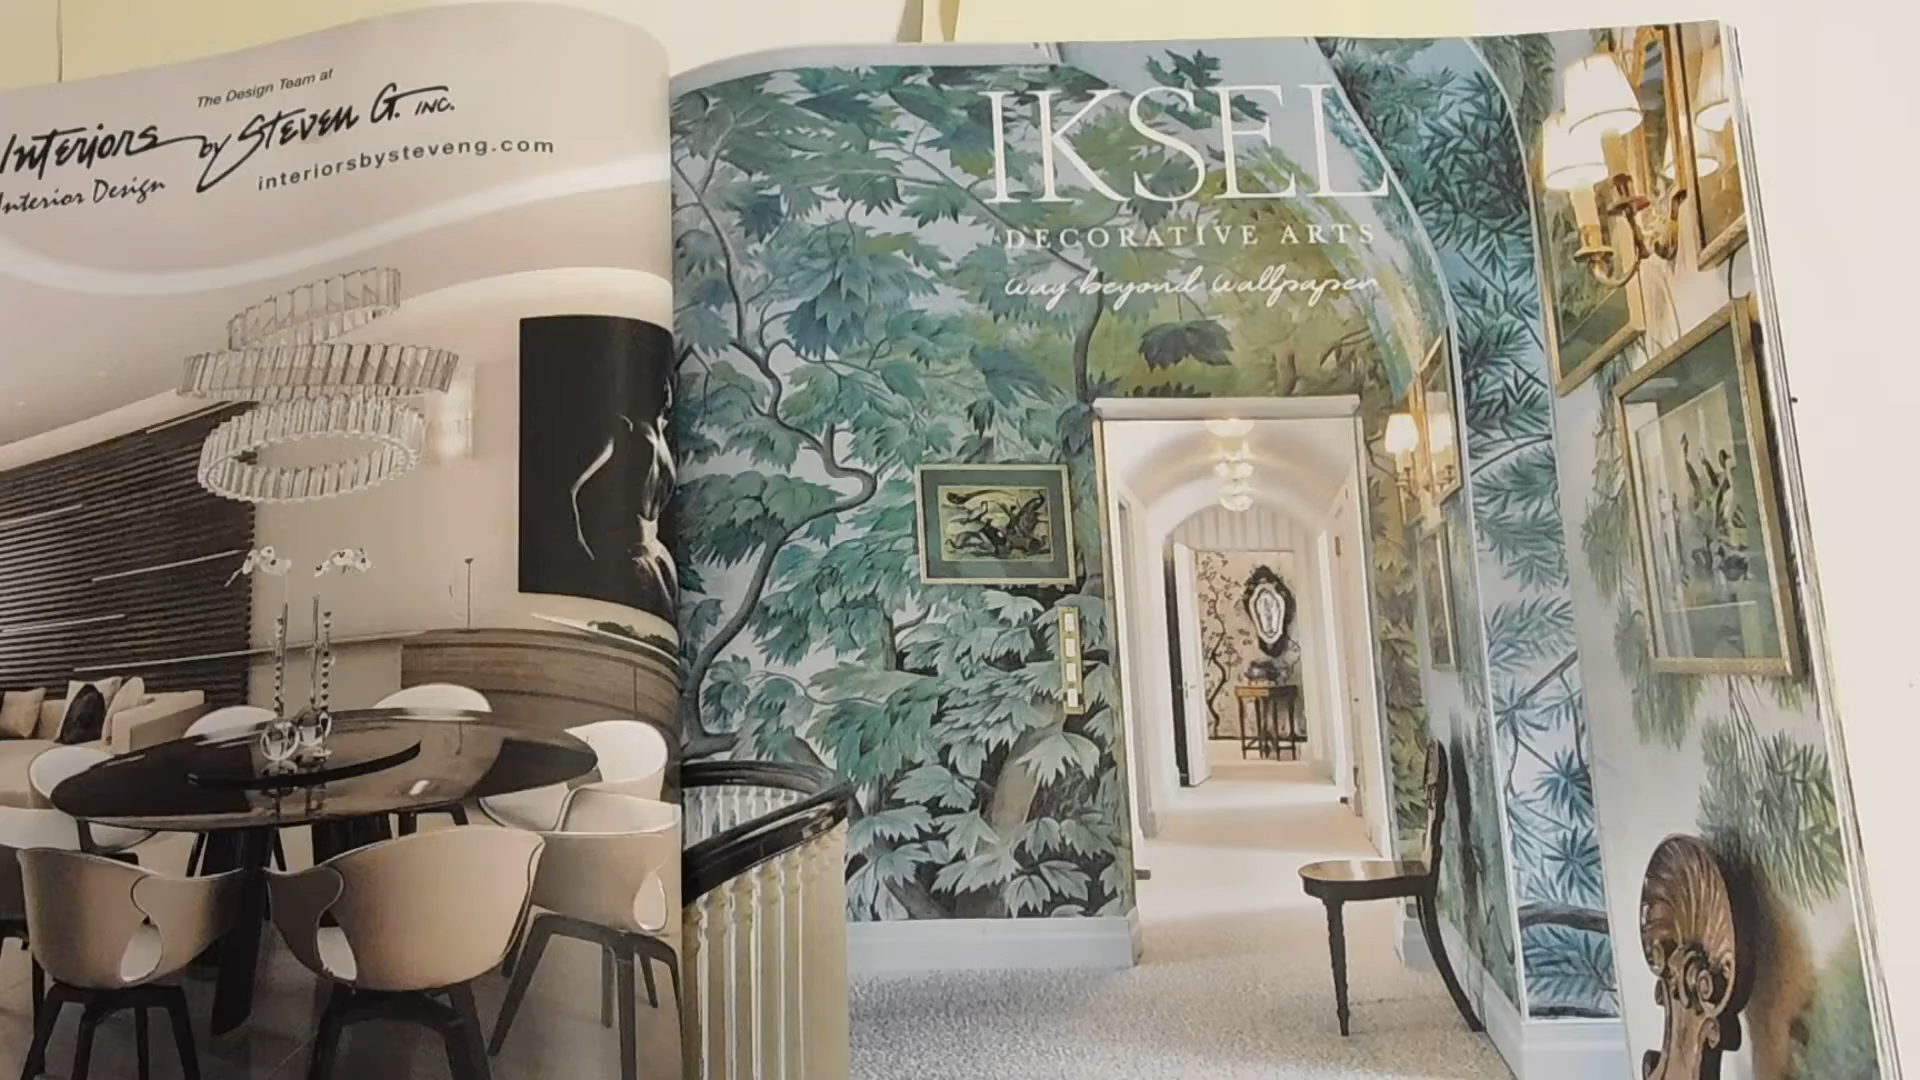 The Design Team at
Interiors by Steven G. INC.
Interior Design
interiorsbysteveng.com
IKSEL
DECORATIVE ARTS
way beyond wallpaper